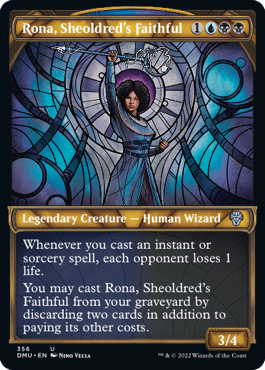 Rona, Sheoldred's Faithful 1
Legendary Creature — Human Wizard
Whenever you cast an instant or
sorcery spell, each opponent loses 1
life.
You may cast Rona, Sheoldred's
Faithful from your graveyard by
discarding two cards in addition to
paying its other costs.
3/4
356 U
DMU • EN Nino Vecia
™ & © 2022 Wizards of the Coast